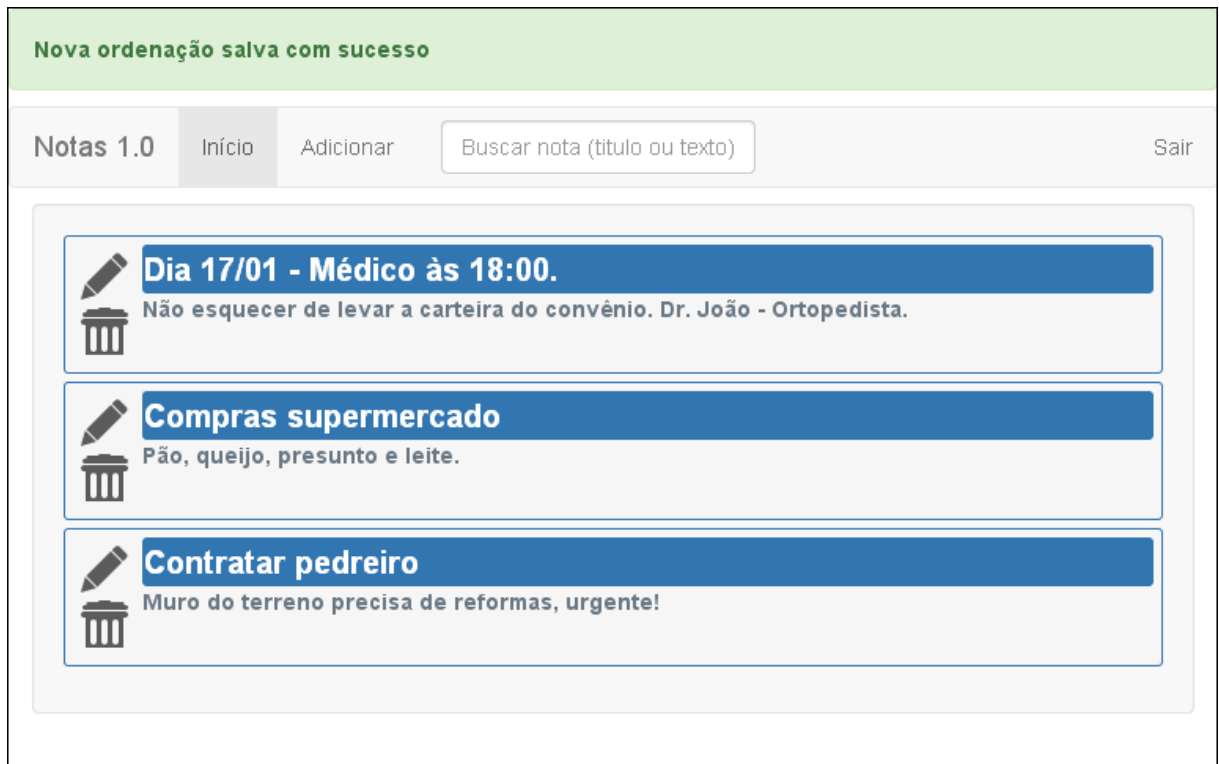 Nova ordenação salva com sucesso
Notas 1.0 Início Adicionar Buscar nota (titulo ou texto) Sair
Dia 17/01 - Médico às 18:00.
Não esquecer de levar a carteira do convênio. Dr. João - Ortopedista.
Compras supermercado
Pão, queijo, presunto e leite.
Contratar pedreiro
Muro do terreno precisa de reformas, urgente!